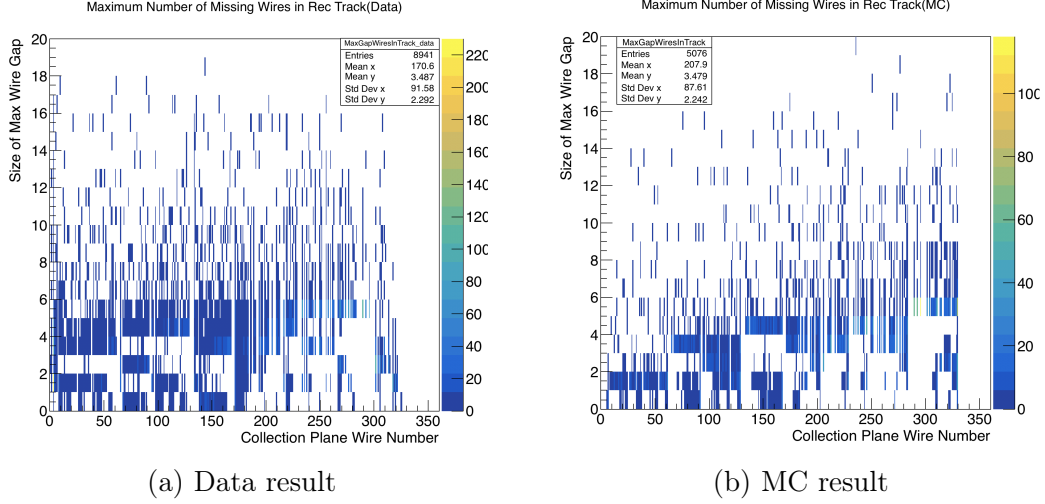 Maximum Number of Missing Wires in Rec Track(Data)
MaxGapWiresInTrack_data
Entries 8941
Mean x 170.6
Mean y 3.487
Std Dev x 91.58
Std Dev y 2.292
Size of Max Wire Gap
20
18
16
14
12
10
8
6
4
2
0
0 50 100 150 200 250 300 350
Collection Plane Wire Number
220
200
180
160
140
120
100
80
60
40
20
0
(a) Data result
Maximum Number of Missing Wires in Rec Track(MC)
MaxGapWiresInTrack
Entries 5076
Mean x 207.9
Mean y 3.479
Std Dev x 87.61
Std Dev y 2.242
Size of Max Wire Gap
20
18
16
14
12
10
8
6
4
2
0
0 50 100 150 200 250 300 350
Collection Plane Wire Number
100
80
60
40
20
0
(b) MC result